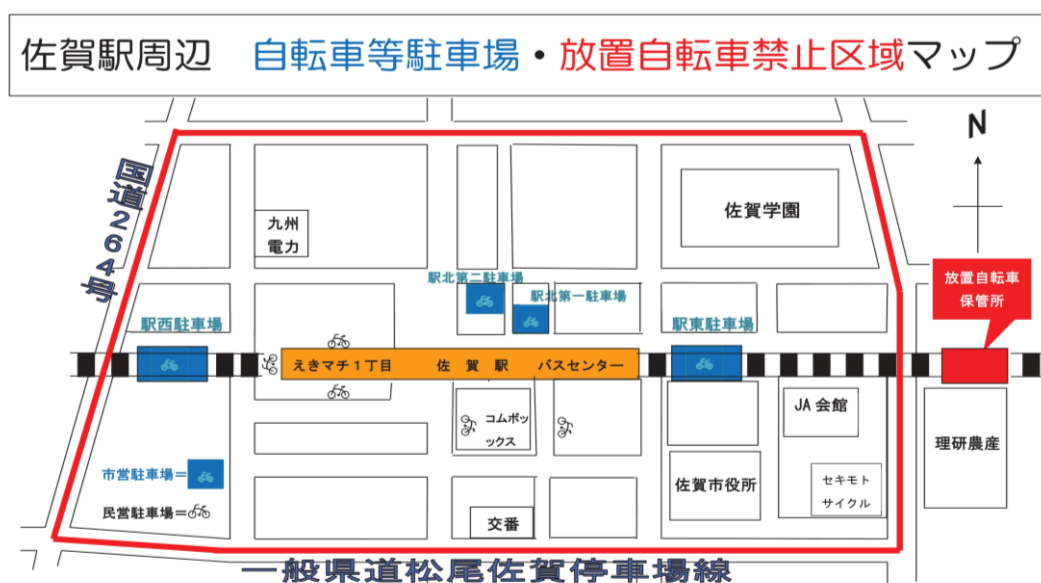 佐賀駅周辺 自転車等駐車場・放置自転車禁止区域マップ
N
国道264号
佐賀学園
九州
電力
放置自転車
保管所
駅北第二駐車場
駅北第一駐車場
駅西駐車場
駅東駐車場
えきマチ1丁目 佐賀駅 バスセンター
JA会館
コムボッ
ックス
理研農産
市営駐車場=
佐賀市役所
セキモト
サイクル
民営駐車場=
交番
一般県道松尾佐賀停車場線